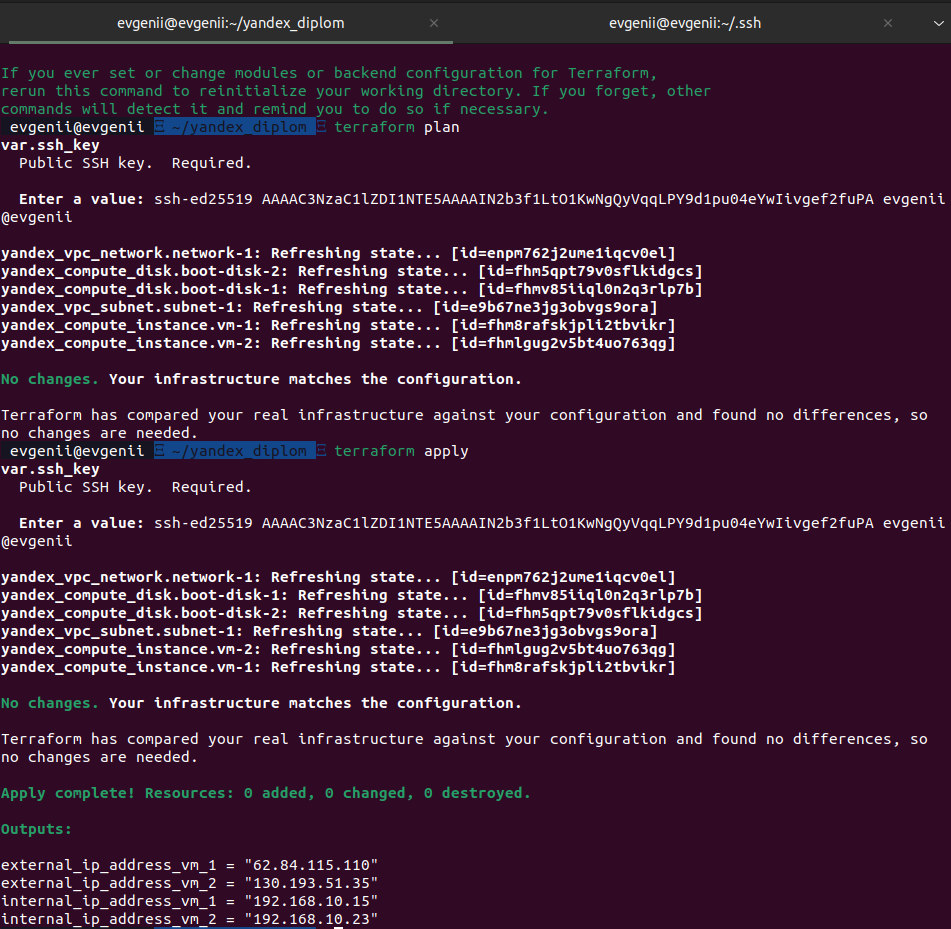 evgenii@evgenii:~/yandex_diplom
evgenii@evgenii:~/.ssh
If you ever set or change modules or backend configuration for Terraform,
rerun this command to reinitialize your working directory. If you forget, other
commands will detect it and remind you to do so if necessary.
evgenii@evgenii ~/yandex_diplom terraform plan
var.ssh_key
  Public SSH key.  Required.
  Enter a value: ssh-ed25519 AAAAC3NzaC1lZDI1NTE5AAAAIN2b3f1LtO1KwNgQyVqqLPY9d1pu04eYwIivgef2fuPA evgenii
@evgenii
yandex_vpc_network.network-1: Refreshing state... [id=enpm762j2ume1iqcv0el]
yandex_compute_disk.boot-disk-2: Refreshing state... [id=fhm5qpt79v0sflkidgcs]
yandex_compute_disk.boot-disk-1: Refreshing state... [id=fhmv85iiql0n2q3rlp7b]
yandex_vpc_subnet.subnet-1: Refreshing state... [id=e9b67ne3jg3obvgs9ora]
yandex_compute_instance.vm-1: Refreshing state... [id=fhm8rafskjpli2tbvikr]
yandex_compute_instance.vm-2: Refreshing state... [id=fhmlgug2v5bt4uo763qg]
No changes. Your infrastructure matches the configuration.
Terraform has compared your real infrastructure against your configuration and found no differences, so
no changes are needed.
evgenii@evgenii ~/yandex_diplom terraform apply
var.ssh_key
  Public SSH key.  Required.
  Enter a value: ssh-ed25519 AAAAC3NzaC1lZDI1NTE5AAAAIN2b3f1LtO1KwNgQyVqqLPY9d1pu04eYwIivgef2fuPA evgenii
@evgenii
yandex_vpc_network.network-1: Refreshing state... [id=enpm762j2ume1iqcv0el]
yandex_compute_disk.boot-disk-1: Refreshing state... [id=fhmv85iiql0n2q3rlp7b]
yandex_compute_disk.boot-disk-2: Refreshing state... [id=fhm5qpt79v0sflkidgcs]
yandex_vpc_subnet.subnet-1: Refreshing state... [id=e9b67ne3jg3obvgs9ora]
yandex_compute_instance.vm-2: Refreshing state... [id=fhmlgug2v5bt4uo763qg]
yandex_compute_instance.vm-1: Refreshing state... [id=fhm8rafskjpli2tbvikr]
No changes. Your infrastructure matches the configuration.
Terraform has compared your real infrastructure against your configuration and found no differences, so
no changes are needed.
Apply complete! Resources: 0 added, 0 changed, 0 destroyed.
Outputs:
external_ip_address_vm_1 = "62.84.115.110"
external_ip_address_vm_2 = "130.193.51.35"
internal_ip_address_vm_1 = "192.168.10.15"
internal_ip_address_vm_2 = "192.168.10.23"